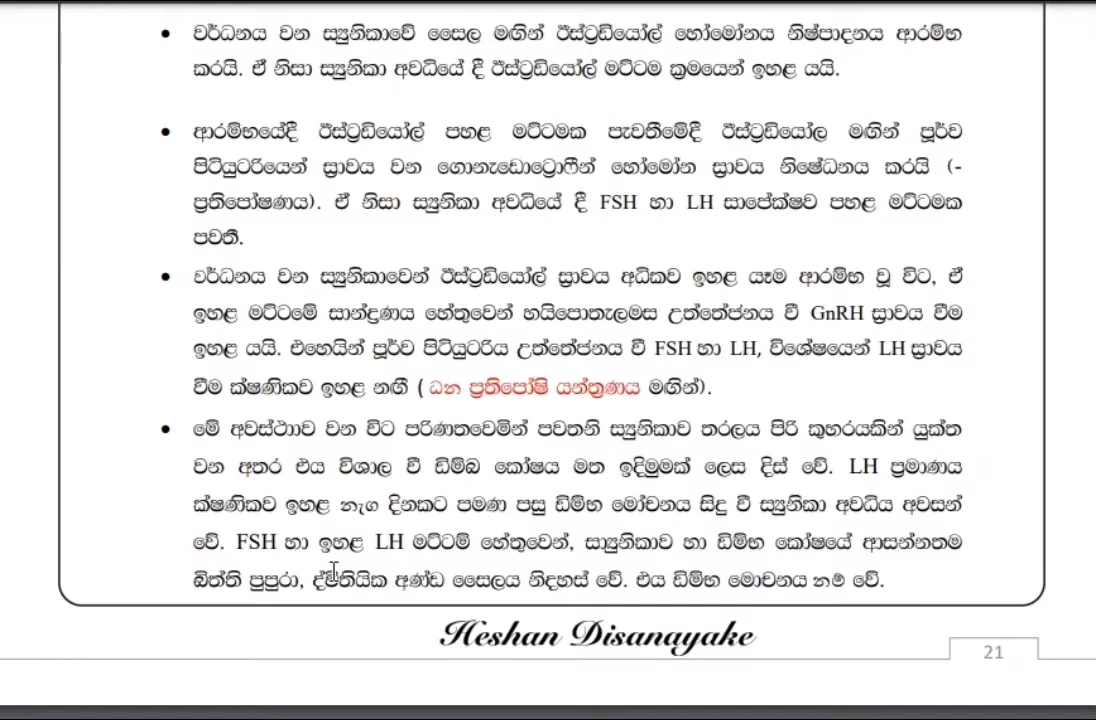 • වර්ධනය වන ස්‍යුනිකාවේ සෛල මඟින් ඊස්ට්‍රඩියෝල් හෝමෝනය නිෂ්පාදනය ආරම්භ
කරයි. ඒ නිසා ස්‍යුනිකා අවධියේ දී ඊස්ට්‍රඩියෝල් මට්ටම ක්‍රමයෙන් ඉහළ යයි.
• ආරම්භයේදී ඊස්ට්‍රඩියෝල් පහළ මට්ටමක පැවතීමේදී ඊස්ට්‍රඩියෝල මඟින් පූර්ව
පිටියුටරියෙන් ස්‍රාවය වන ගොනැඩොට්‍රොෆීන් හෝමෝන ස්‍රාවය නිෂේධනය කරයි (-
ප්‍රතිපෝෂණය). ඒ නිසා ස්‍යුනිකා අවධියේ දී FSH හා LH සාපේක්ෂව පහළ මට්ටමක
පවතී.
• වර්ධනය වන ස්‍යුනිකාවෙන් ඊස්ට්‍රඩියෝල් ස්‍රාවය අධිකව ඉහළ යෑම ආරම්භ වූ විට, ඒ
ඉහළ මට්ටමේ සාන්ද්‍රණය හේතුවෙන් හයිපොතැලමස උත්තේජනය වී GnRH ස්‍රාවය වීම
ඉහළ යයි. එහෙයින් පූර්ව පිටියුටරිය උත්තේජනය වී FSH හා LH, විශේෂයෙන් LH ස්‍රාවය
වීම ක්ෂණිකව ඉහළ නඟී ( ධන ප්‍රතිපෝෂී යන්ත්‍රණය මඟින්).
• මේ අවස්ථාාව වන විට පරිණතවෙමින් පවතනි ස්‍යුනිකාව තරලය පිරි කුහරයකින් යුක්ත
වන අතර එය විශාල වී ඩිම්බ කෝෂය මත ඉදිමුමක් ලෙස දිස් වේ. LH ප්‍රමාණය
ක්ෂණිකව ඉහළ නැග දිනකට පමණ පසු ඩිම්භ මෝචනය සිදු වී ස්‍යුනිකා අවධිය අවසන්
වේ. FSH හා ඉහළ LH මට්ටම් හේතුවෙන්, ස්‍යුාුනිකාව හා ඩිම්භ කෝෂයේ ආසන්නතම
බිත්ති පුපුරා, ද්විතියික අණ්ඩ සෛලය නිදහස් වේ. එය ඩිම්භ මොචනය නම් වේ.
Heshan Disanayake
21